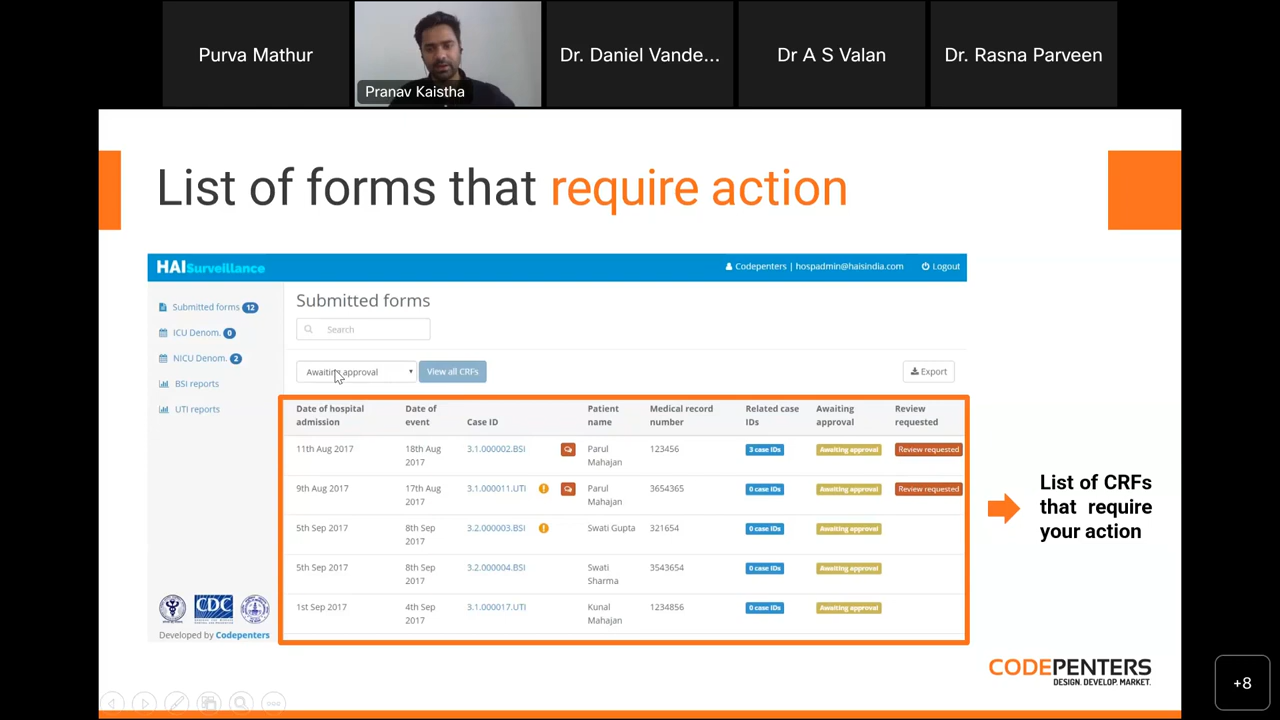 Purva Mathur
Pranav Kaistha
Dr. Daniel Vande...
Dr A S Valan
Dr. Rasna Parveen
List of forms that require action
HAISurveillance
Codepenters | hospadmin@haisindia.com
Logout
Submitted forms 12
ICU Denom. 0
NICU Denom. 2
BSI reports
UTI reports
Submitted forms
Search
Awaiting approval
View all CRFs
Export
Date of hospital admission Date of event Case ID Patient name Medical record number Related case IDs Awaiting approval Review requested
11th Aug 2017 18th Aug 2017 3.1.000002.BSI Parul Mahajan 123456 3 case IDs Awaiting approval Review requested
9th Aug 2017 17th Aug 2017 3.1.000011.UTI Parul Mahajan 3654365 0 case IDs Awaiting approval Review requested
5th Sep 2017 8th Sep 2017 3.2.000003.BSI Swati Gupta 321654 0 case IDs Awaiting approval
5th Sep 2017 8th Sep 2017 3.2.000004.BSI Swati Sharma 3543654 0 case IDs Awaiting approval
1st Sep 2017 4th Sep 2017 3.1.000017.UTI Kunal Mahajan 1234856 0 case IDs Awaiting approval
CDC
Developed by Codepenters
List of CRFs
that require
your action
CODEPENTERS
DESIGN. DEVELOP. MARKET.
+8